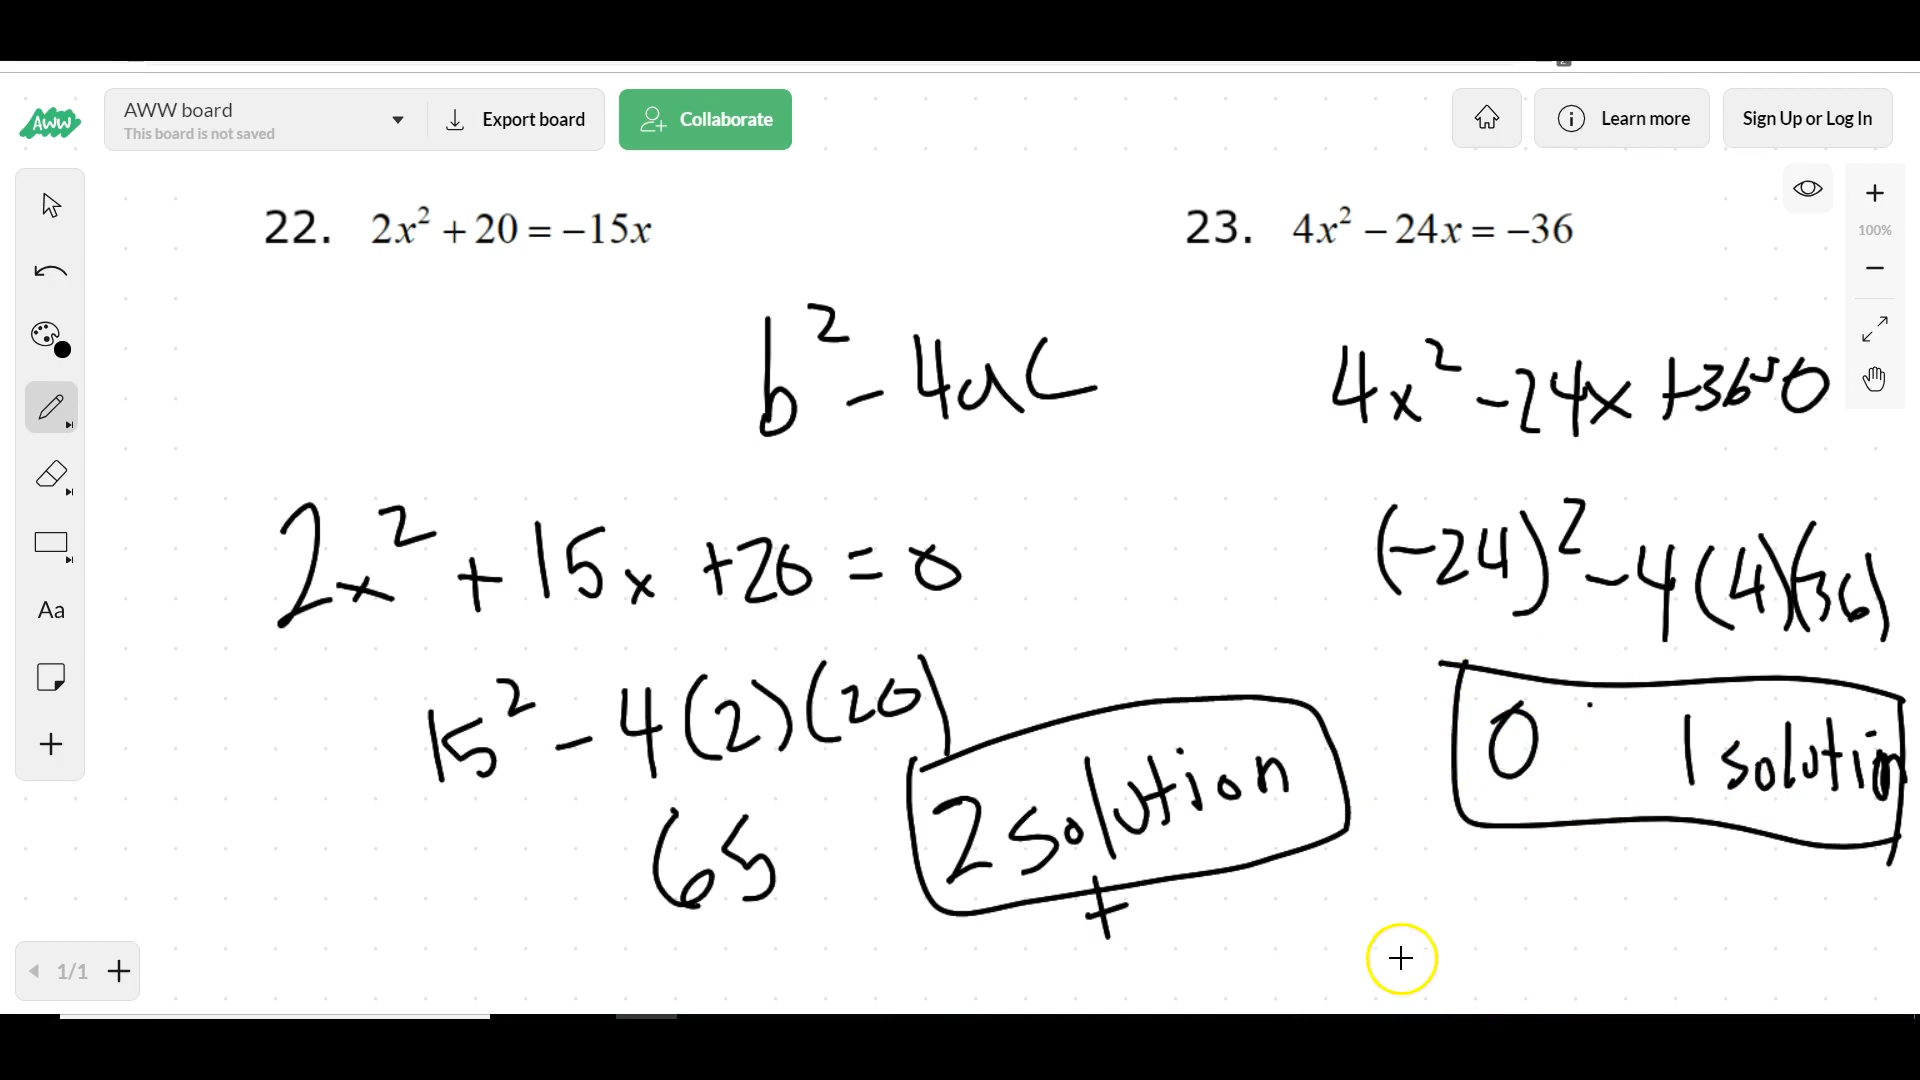 AWW
AWW board
This board is not saved
Export board
Collaborate
Learn more
Sign Up or Log In
100%
22. 2x² + 20 = −15x
23. 4x² − 24x = −36
b² - 4ac
4x² - 24x + 36 = 0
2x² + 15x + 20 = 0
(-24)² - 4(4)(36)
15² - 4(2)(20)
0 1 solution
2 solution
65
+
Aa
1/1